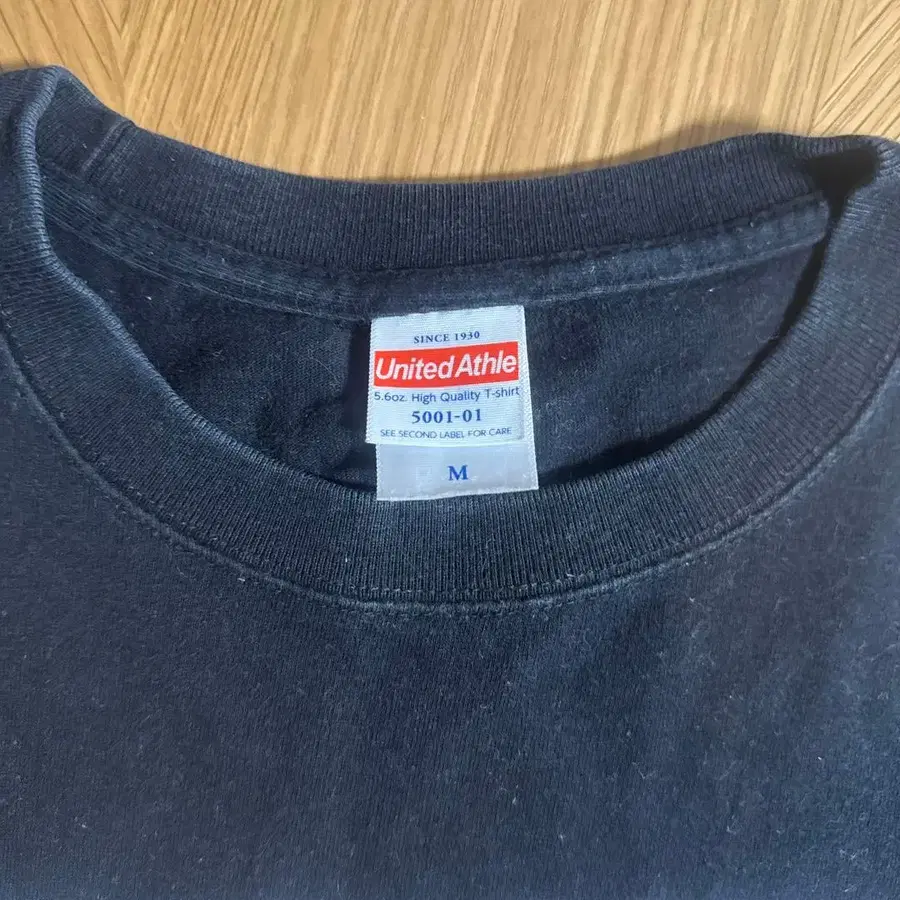 SINCE 1930
United Athle
5.6oz. High Quality T-shirt
5001-01
SEE SECOND LABEL FOR CARE
M